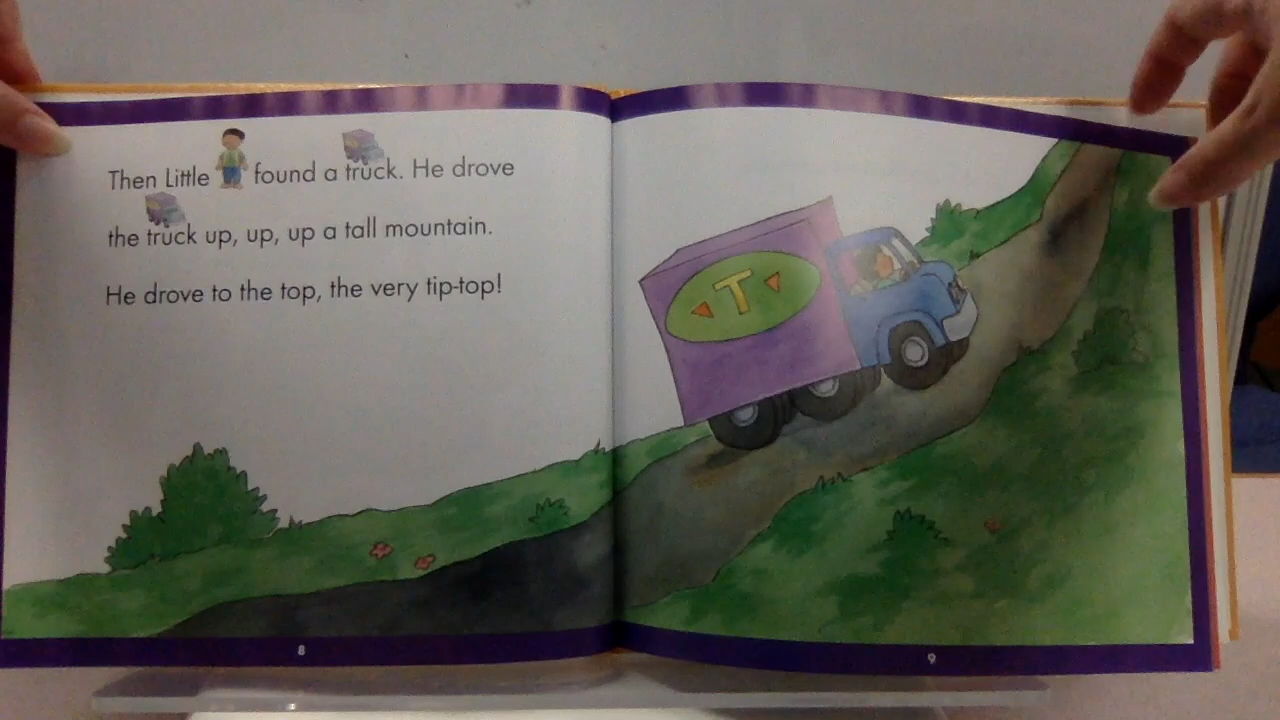 Then Little found a truck. He drove
the truck up, up, up a tall mountain.
He drove to the top, the very tip-top!
T
8
9